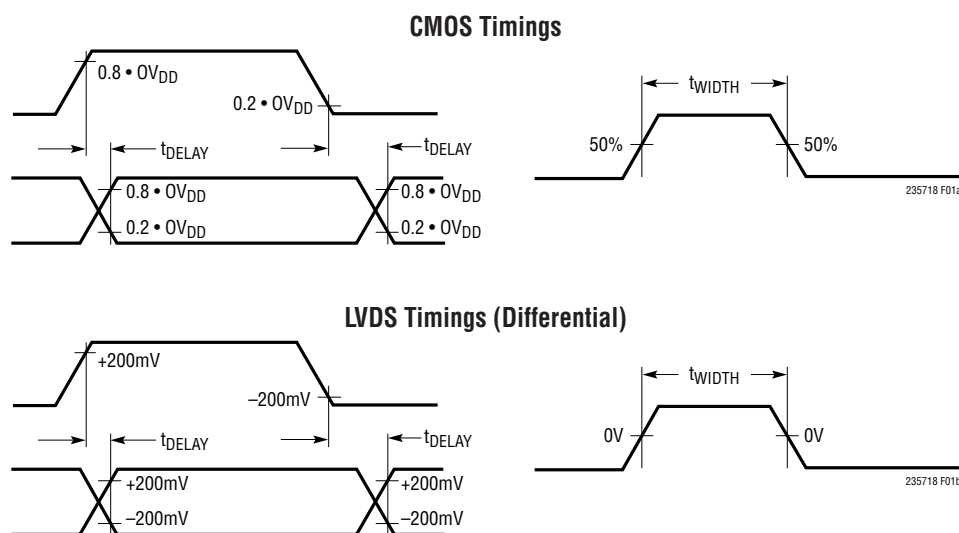 CMOS Timings
0.8 • OVDD
0.2 • OVDD
tDELAY
tDELAY
0.8 • OVDD
0.2 • OVDD
0.8 • OVDD
0.2 • OVDD
tWIDTH
50%
50%
235718 F01a
LVDS Timings (Differential)
+200mV
–200mV
tDELAY
tDELAY
+200mV
–200mV
+200mV
–200mV
tWIDTH
0V
0V
235718 F01b